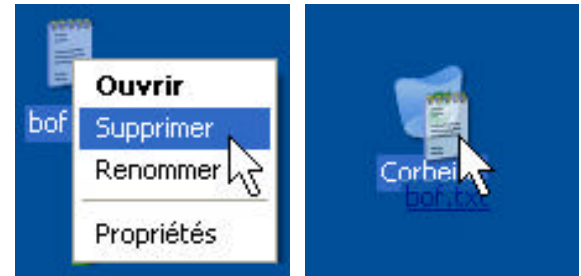 Ouvrir
bof
Supprimer
Renommer
Propriétés
Corbei
bof.txt